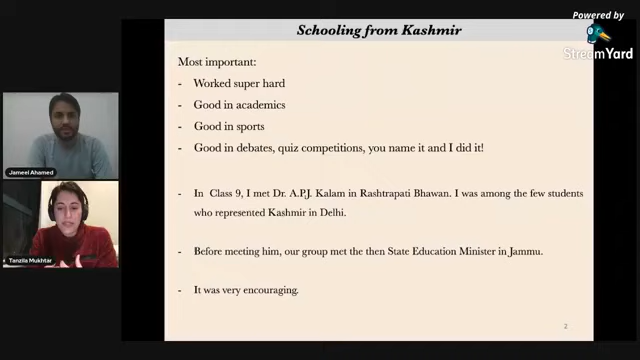 Powered by
StreamYard
Schooling from Kashmir
Most important:
- Worked super hard
- Good in academics
- Good in sports
- Good in debates, quiz competitions, you name it and I did it!
Jameel Ahamed
Tanzila Mukhtar
- In Class 9, I met Dr. A.P.J. Kalam in Rashtrapati Bhawan. I was among the few students
who represented Kashmir in Delhi.
- Before meeting him, our group met the then State Education Minister in Jammu.
- It was very encouraging.
2